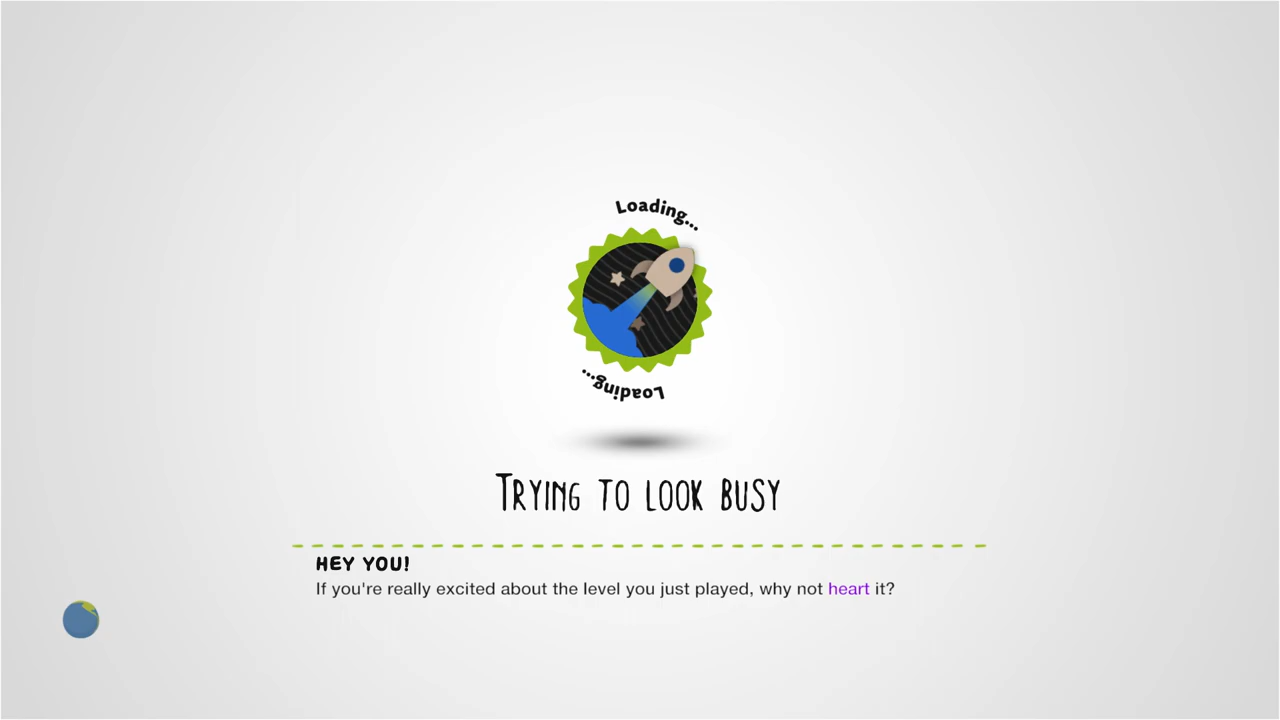 Loading...
Loading...
TRYING TO LOOK BUSY
HEY YOU!
If you're really excited about the level you just played, why not heart it?